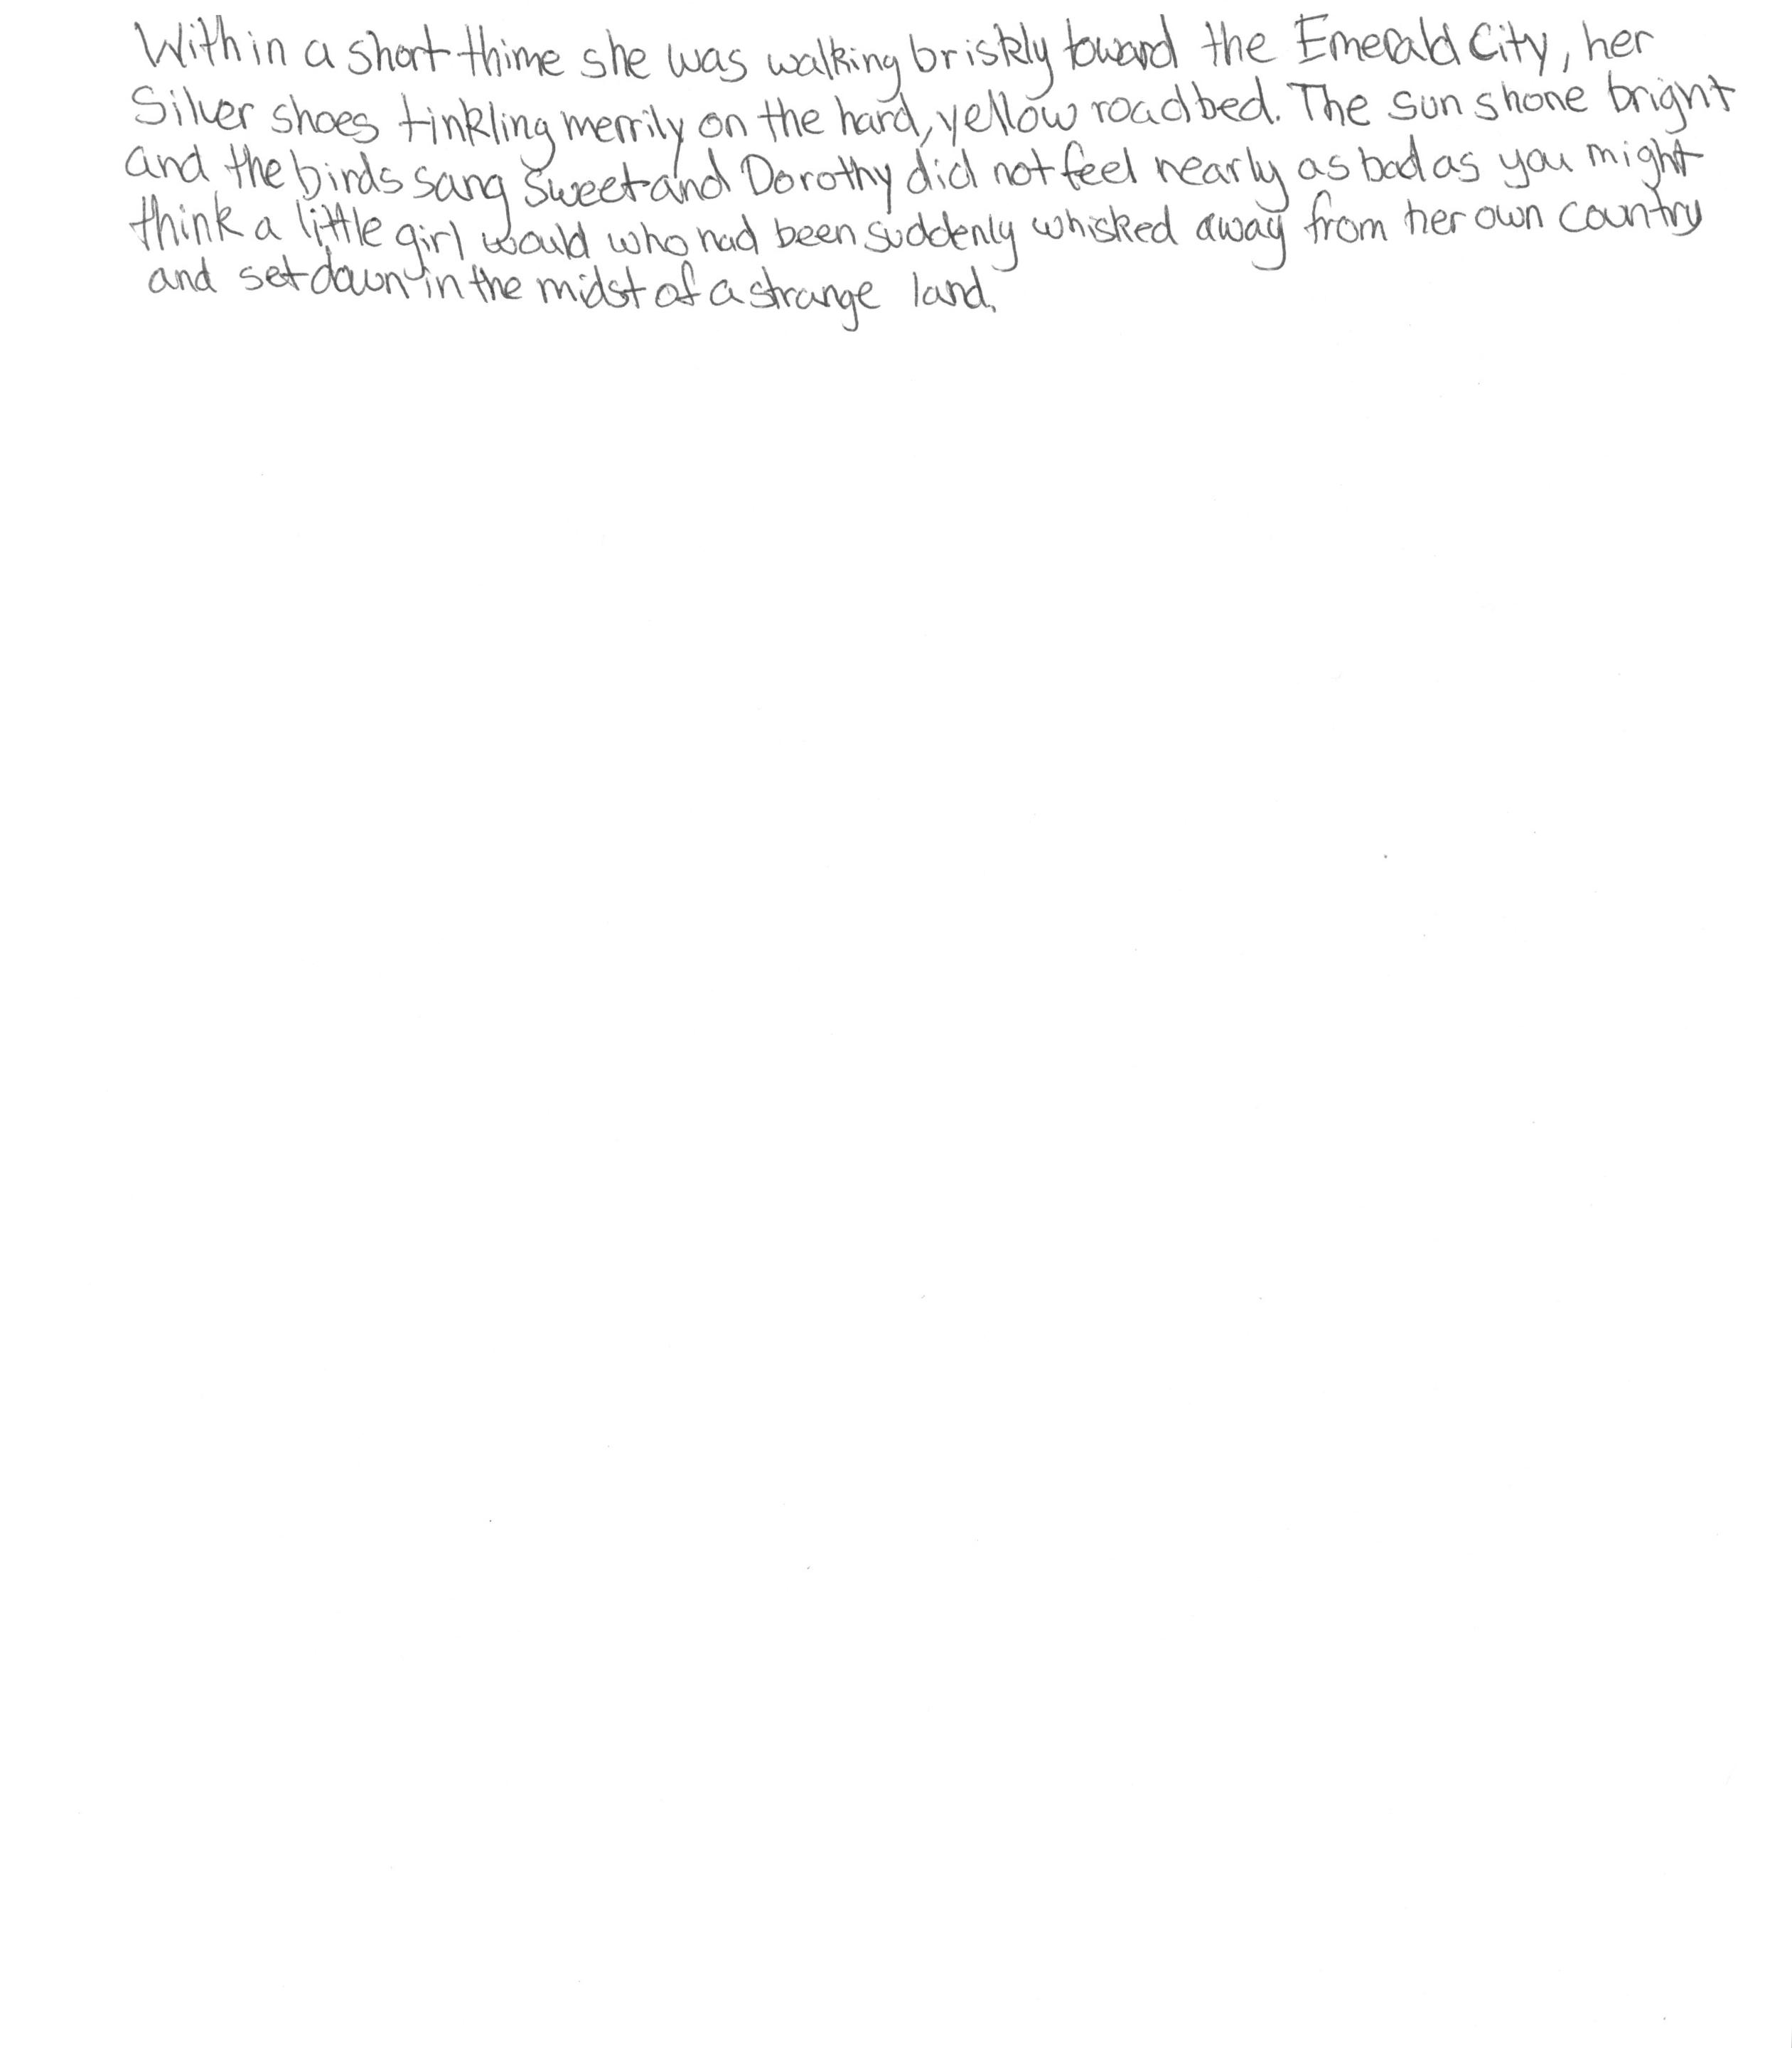 Within a short thime she was walking briskly toward the Emerald City, her
Silver shoes tinkling merrily on the hard, yellow roadbed. The sun shone bright
and the birds sang sweet and Dorothy did not feel nearly as bad as you might
think a little girl would who had been suddenly whisked away from her own country
and set down in the midst of a strange land.